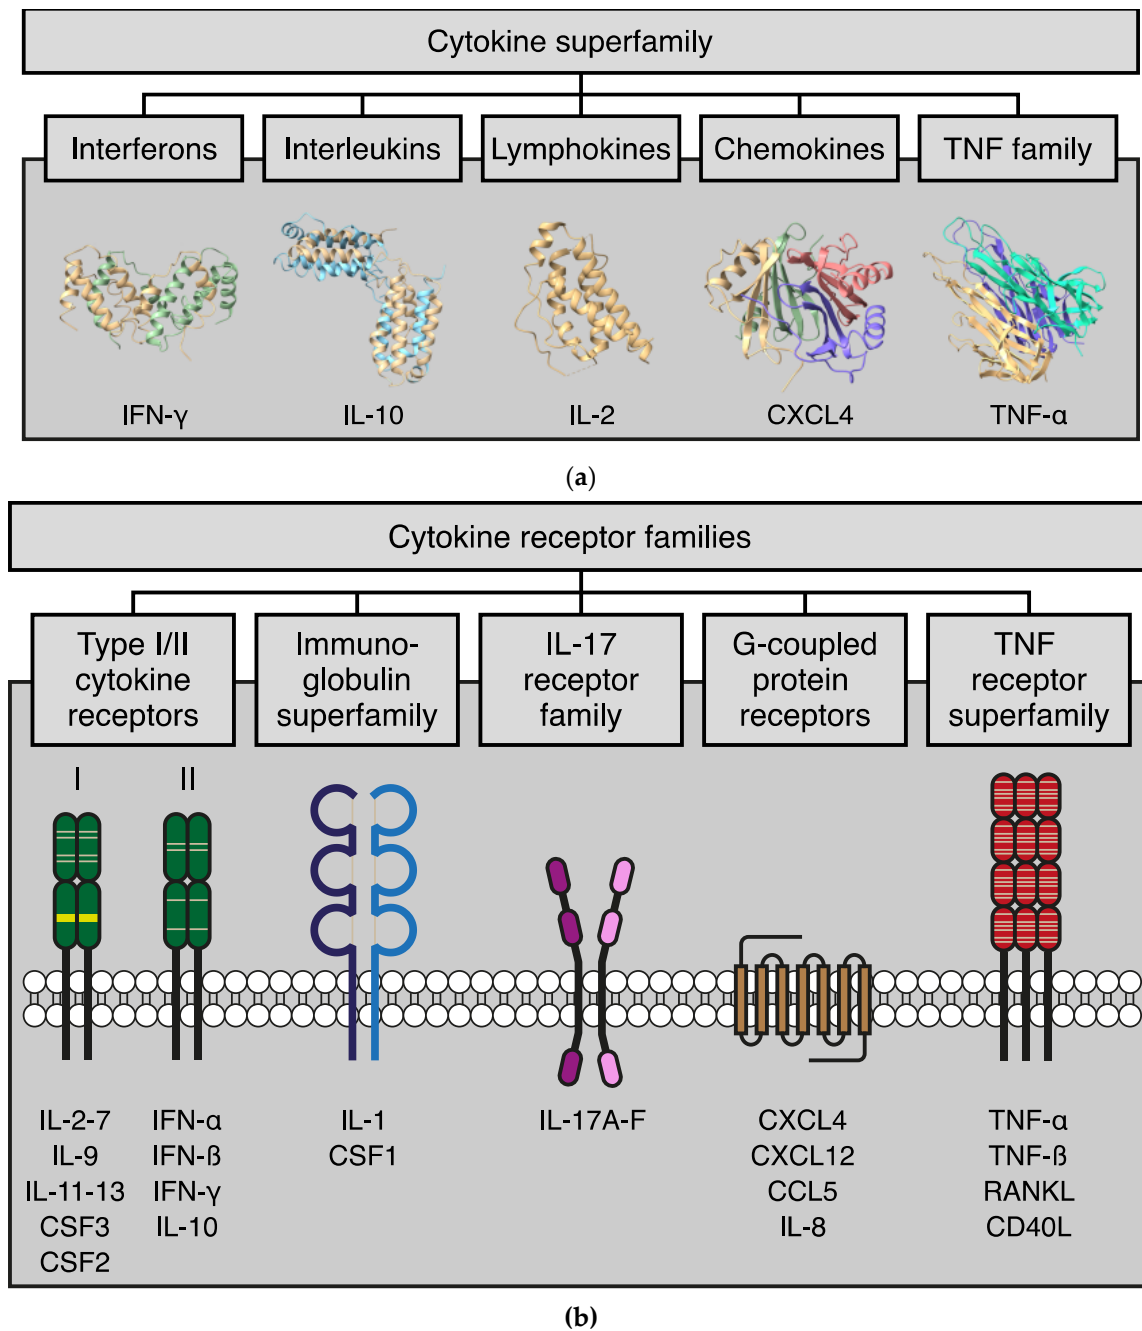 Cytokine superfamily
Interferons
Interleukins
Lymphokines
Chemokines
TNF family
IFN-γ
IL-10
IL-2
CXCL4
TNF-α
(a)
Cytokine receptor families
Type I/II
cytokine
receptors
Immuno-
globulin
superfamily
IL-17
receptor
family
G-coupled
protein
receptors
TNF
receptor
superfamily
I
II
IL-2-7
IL-9
IL-11-13
CSF3
CSF2
IFN-α
IFN-ß
IFN-γ
IL-10
IL-1
CSF1
IL-17A-F
CXCL4
CXCL12
CCL5
IL-8
TNF-α
TNF-ß
RANKL
CD40L
(b)